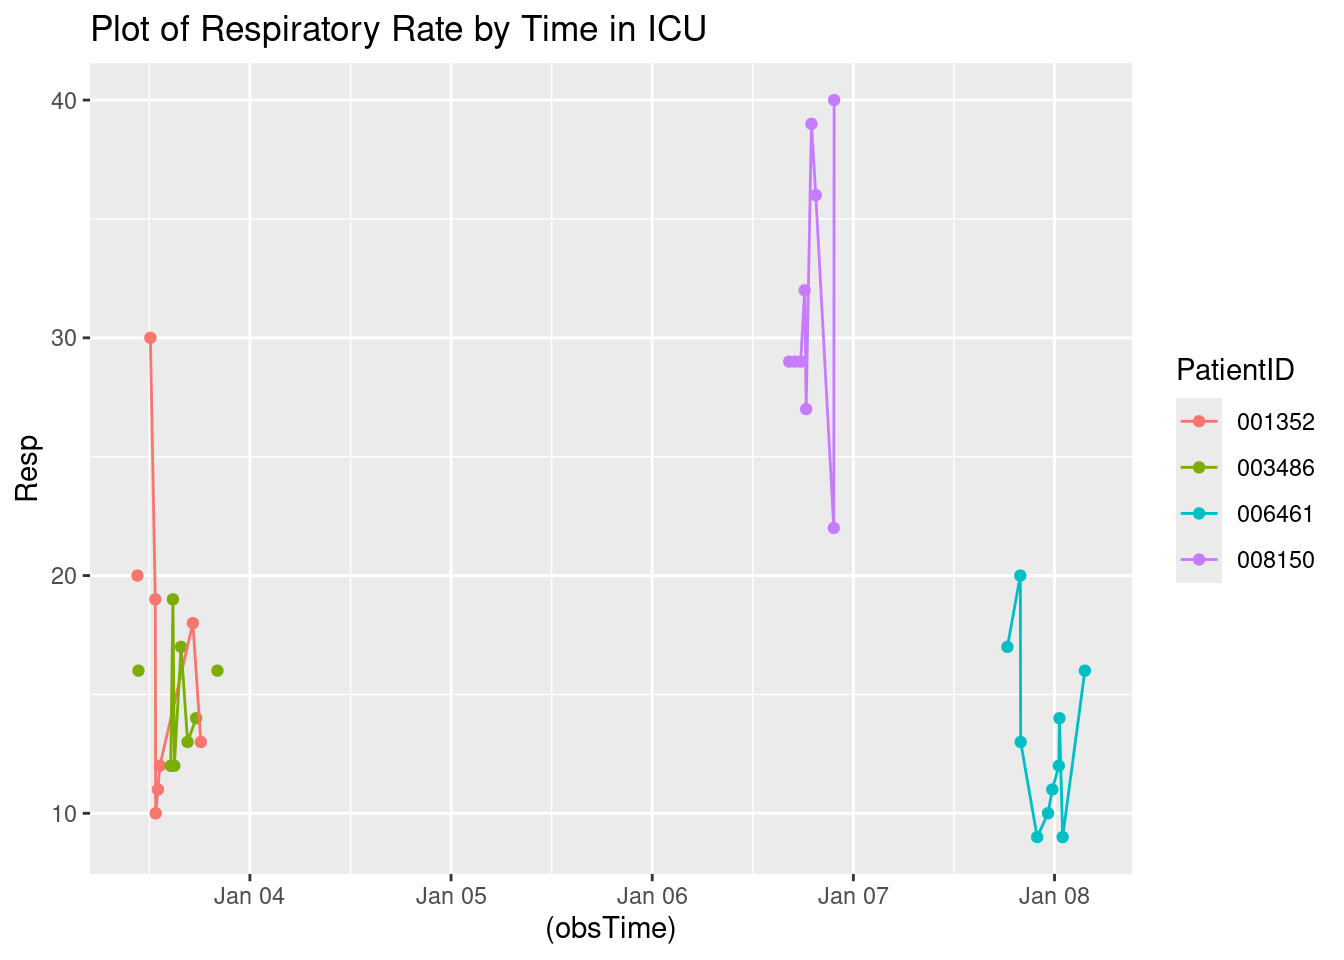 Plot of Respiratory Rate by Time in ICU
40
30
20
10
Resp
Jan 04
Jan 05
Jan 06
Jan 07
Jan 08
(obsTime)
PatientID
001352
003486
006461
008150